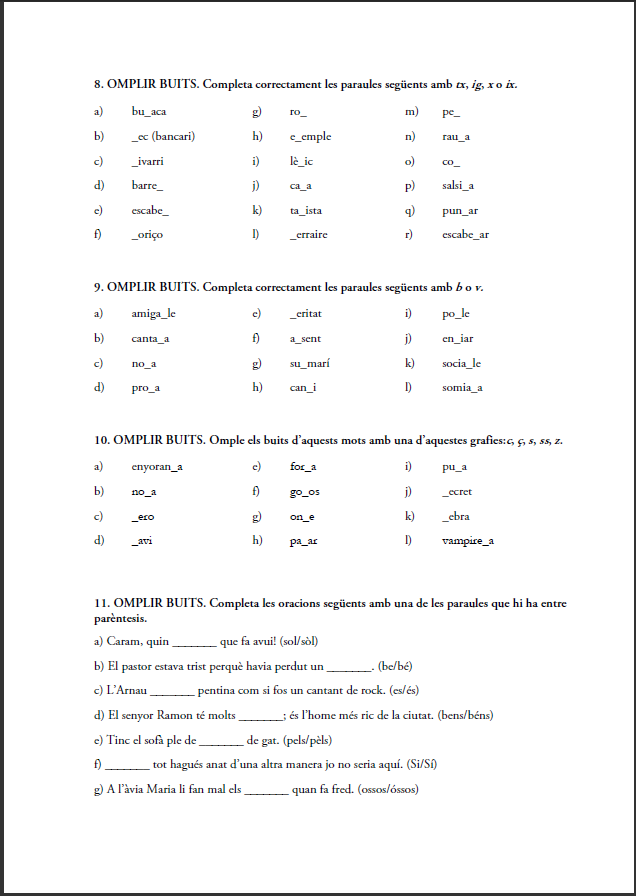 8. OMPLIR BUITS. Completa correctament les paraules següents amb tx, ig, x o ix.
a) bu_aca g) ro_ m) pe_
b) _ec (bancari) h) e_emple n) rau_a
c) _ivarri i) lè_ic o) co_
d) barre_ j) ca_a p) salsi_a
e) escabe_ k) ta_ista q) pun_ar
f) _oriço l) _erraire r) escabe_ar
9. OMPLIR BUITS. Completa correctament les paraules següents amb b o v.
a) amiga_le e) _eritat i) po_le
b) canta_a f) a_sent j) en_iar
c) no_a g) su_marí k) socia_le
d) pro_a h) can_i l) somia_a
10. OMPLIR BUITS. Omple els buits d'aquests mots amb una d'aquestes grafies:c, ç, s, ss, z.
a) enyoran_a e) for_a i) pu_a
b) no_a f) go_os j) _ecret
c) _ero g) on_e k) _ebra
d) _avi h) pa_ar l) vampire_a
11. OMPLIR BUITS. Completa les oracions següents amb una de les paraules que hi ha entre
parèntesis.
a) Caram, quin _______ que fa avui! (sol/sòl)
b) El pastor estava trist perquè havia perdut un _______. (be/bé)
c) L'Arnau _______ pentina com si fos un cantant de rock. (es/és)
d) El senyor Ramon té molts _______; és l'home més ric de la ciutat. (bens/béns)
e) Tinc el sofà ple de _______ de gat. (pels/pèls)
f) _______ tot hagués anat d'una altra manera jo no seria aquí. (Si/Sí)
g) A l'àvia Maria li fan mal els _______ quan fa fred. (ossos/óssos)